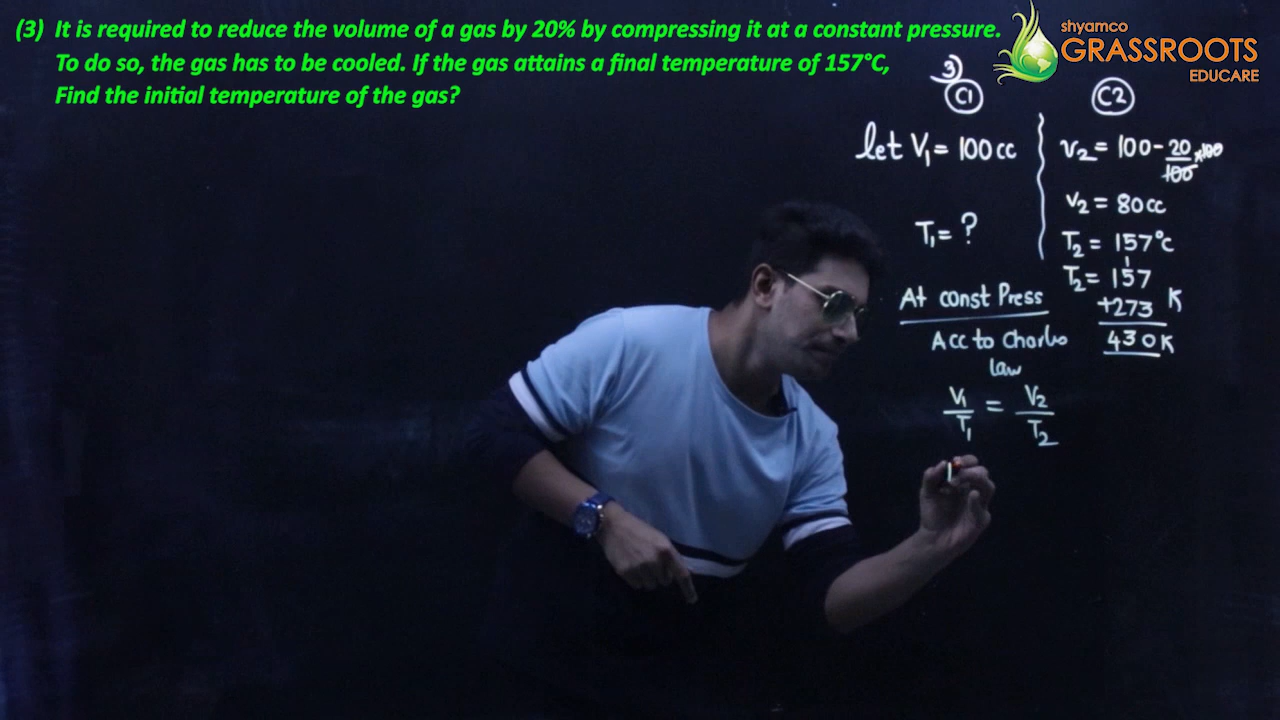 (3) It is required to reduce the volume of a gas by 20% by compressing it at a constant pressure.
To do so, the gas has to be cooled. If the gas attains a final temperature of 157°C,
Find the initial temperature of the gas?
shyamco
GRASSROOTS
EDUCARE
3)
C1
C2
let V₁ = 100 cc
V₂ = 100 - 20/100 × 100
V₂ = 80 cc
T₁ = ?
T₂ = 157°C
T₂ = 157
+273 K
430 K
At const Press
Acc to Charles
law
V₁/T₁ = V₂/T₂